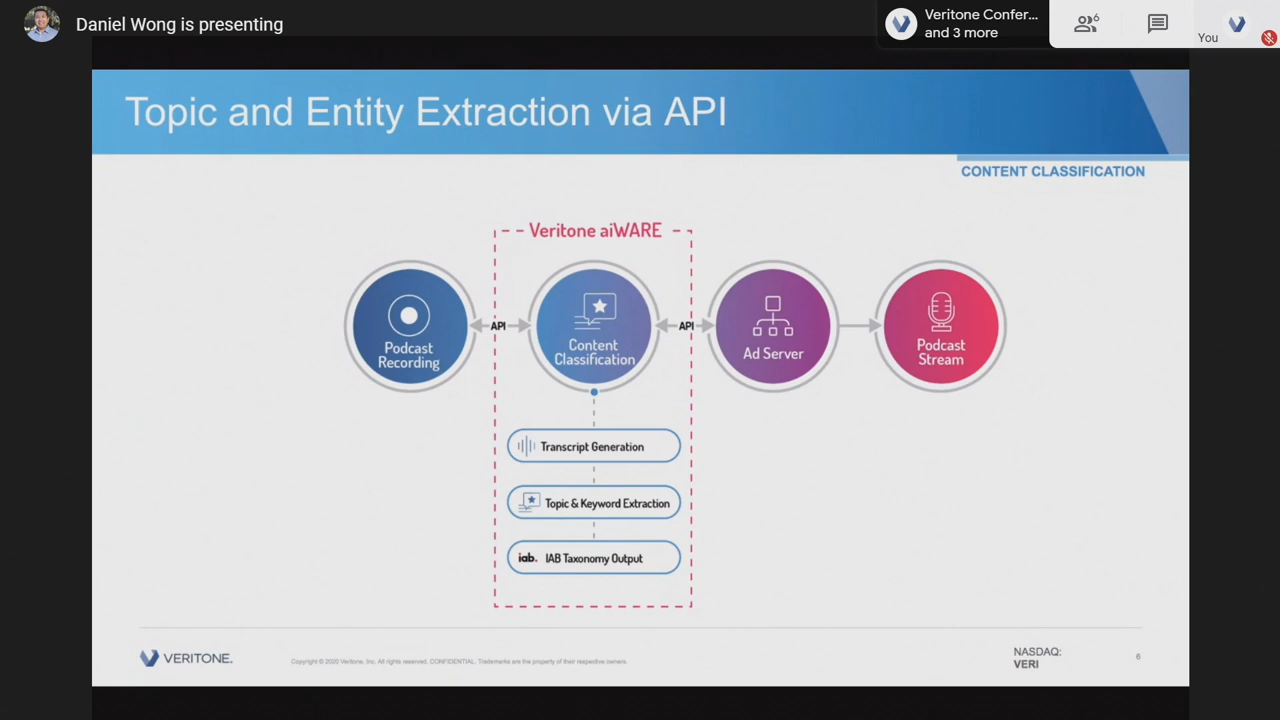 Daniel Wong is presenting
Veritone Confer...
and 3 more
6
You
Topic and Entity Extraction via API
CONTENT CLASSIFICATION
Veritone aiWARE
Podcast
Recording
API
Content
Classification
API
Ad Server
Podcast
Stream
Transcript Generation
Topic & Keyword Extraction
iab. IAB Taxonomy Output
VERITONE.
Copyright © 2020 Veritone, Inc. All rights reserved. CONFIDENTIAL. Trademarks are the property of their respective owners
NASDAQ:
VERI
6